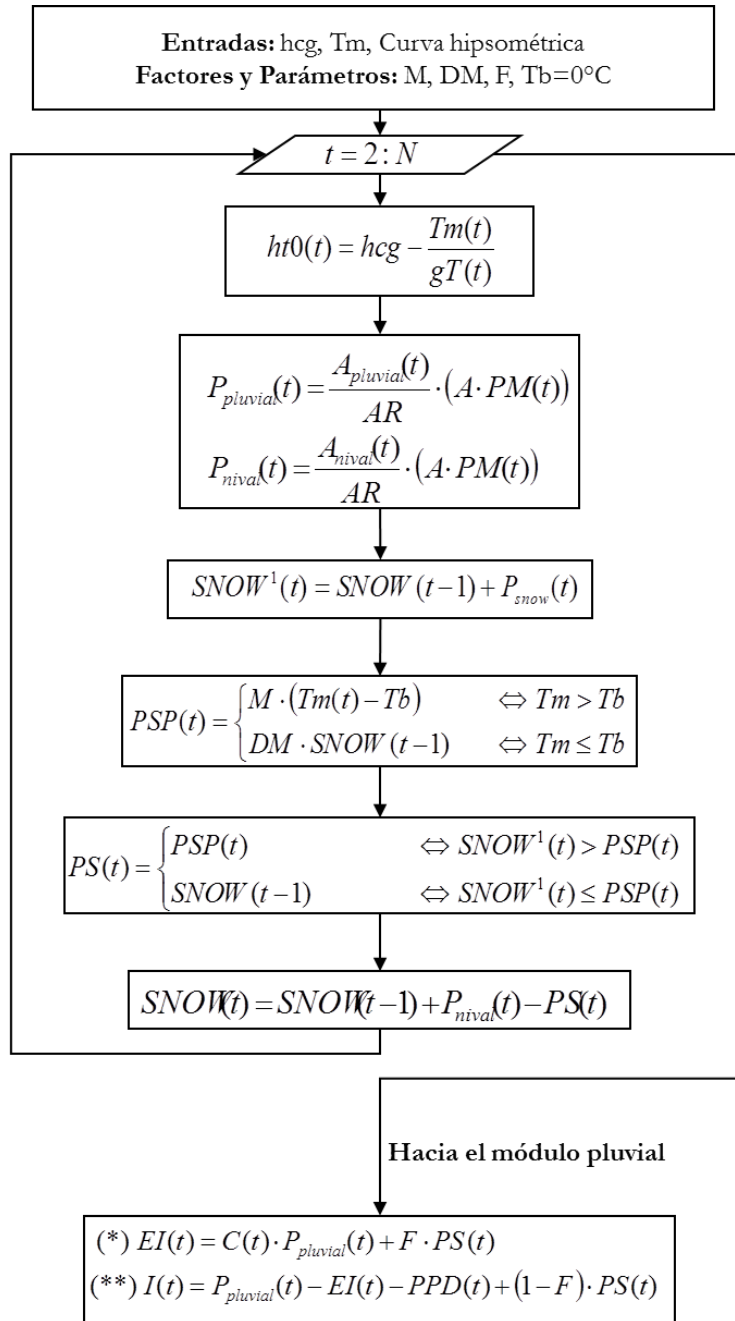 Entradas: hcg, Tm, Curva hipsométrica
Factores y Parámetros: M, DM, F, Tb=0°C
t = 2 : N
ht0(t) = hcg − Tm(t) / gT(t)
P_pluvial(t) = A_pluvial(t) / AR · (A · PM(t))
P_nival(t) = A_nival(t) / AR · (A · PM(t))
SNOW¹(t) = SNOW (t−1) + P_snow(t)
PSP(t) = { M · (Tm(t) − Tb) ⇔ Tm > Tb
DM · SNOW (t−1) ⇔ Tm ≤ Tb
PS(t) = { PSP(t) ⇔ SNOW¹(t) > PSP(t)
SNOW (t−1) ⇔ SNOW¹(t) ≤ PSP(t)
SNOW(t) = SNOW(t−1) + P_nival(t) − PS(t)
Hacia el módulo pluvial
(*) EI(t) = C(t) · P_pluvial(t) + F · PS(t)
(**) I(t) = P_pluvial(t) − EI(t) − PPD(t) + (1−F) · PS(t)